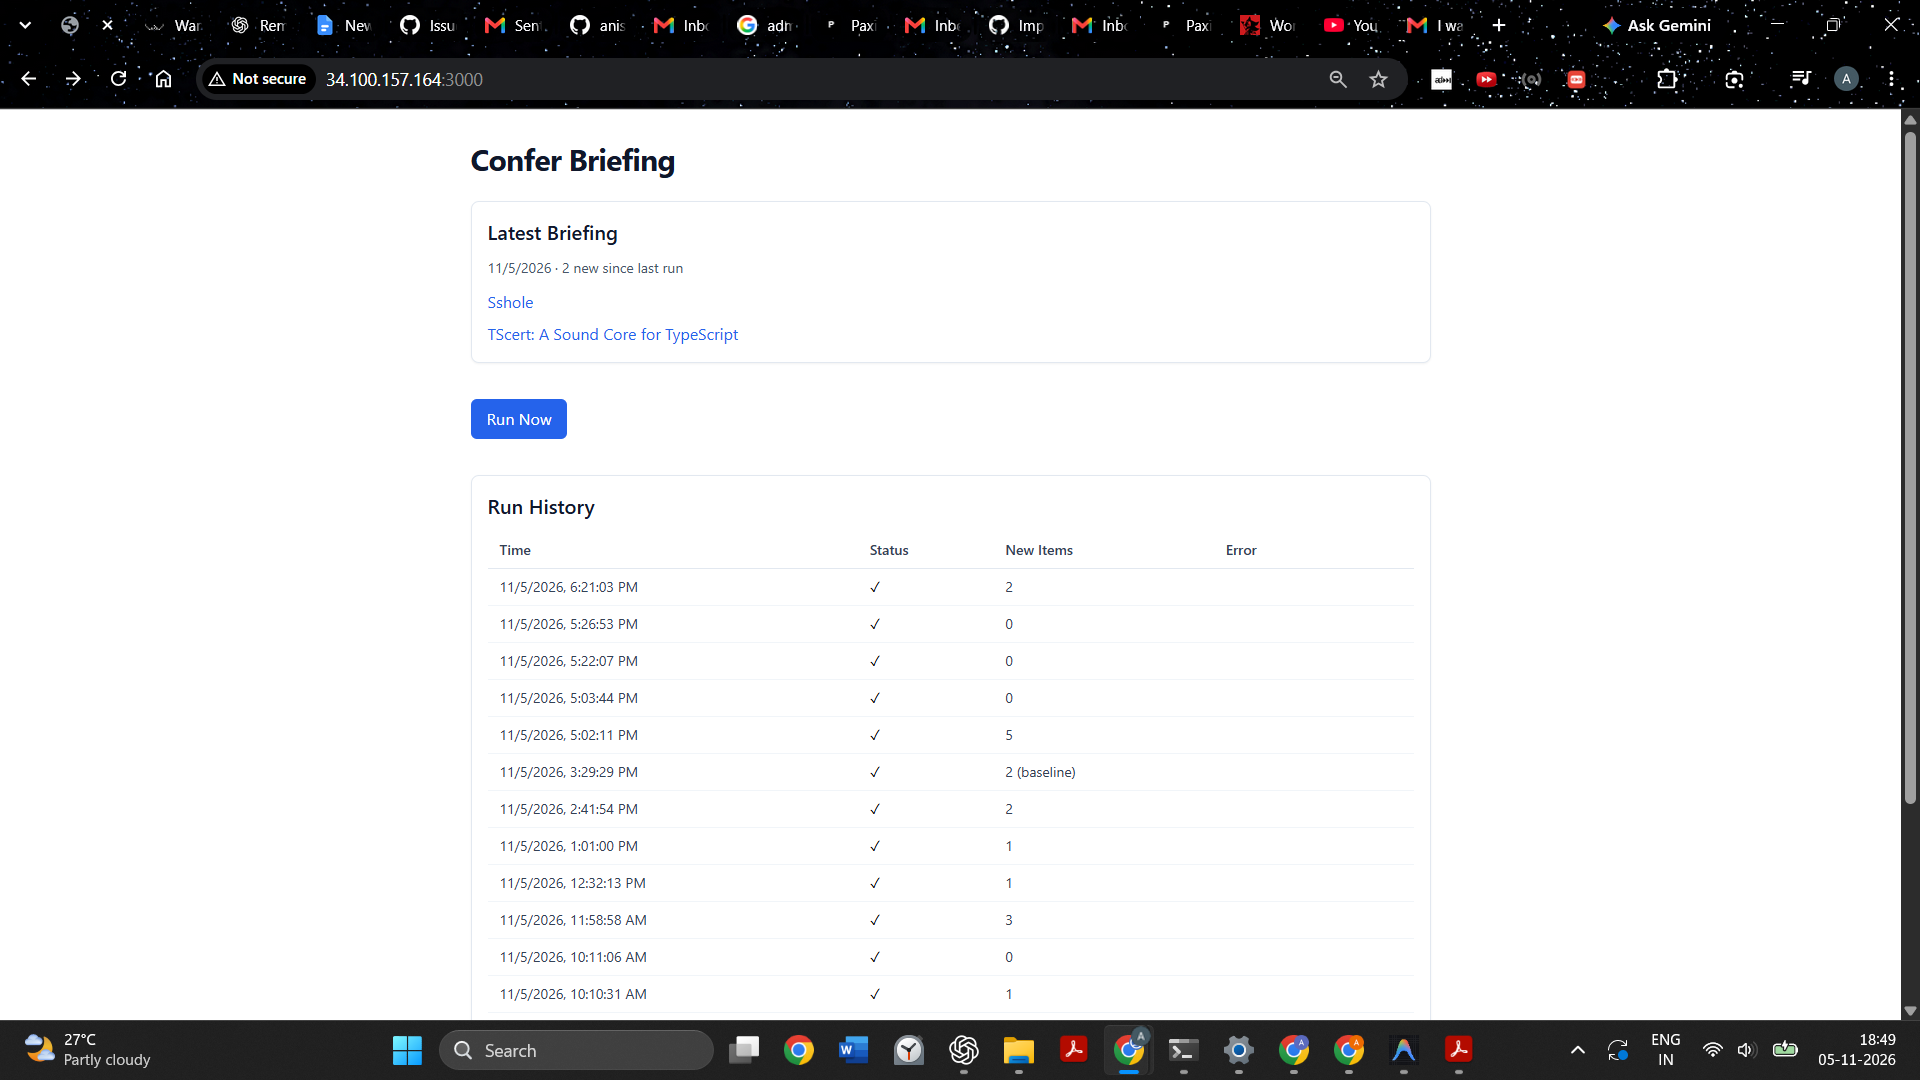 War
Rem
New
Issu
Sent
anis
Inbo
adm
Paxi
Inbo
Imp
Inbo
Paxi
Wor
You
I wa
Ask Gemini
Not secure
34.100.157.164:3000
A
Confer Briefing
Latest Briefing
11/5/2026 · 2 new since last run
Sshole
TScert: A Sound Core for TypeScript
Run Now
Run History
Time Status New Items Error
11/5/2026, 6:21:03 PM ✓ 2
11/5/2026, 5:26:53 PM ✓ 0
11/5/2026, 5:22:07 PM ✓ 0
11/5/2026, 5:03:44 PM ✓ 0
11/5/2026, 5:02:11 PM ✓ 5
11/5/2026, 3:29:29 PM ✓ 2 (baseline)
11/5/2026, 2:41:54 PM ✓ 2
11/5/2026, 1:01:00 PM ✓ 1
11/5/2026, 12:32:13 PM ✓ 1
11/5/2026, 11:58:58 AM ✓ 3
11/5/2026, 10:11:06 AM ✓ 0
11/5/2026, 10:10:31 AM ✓ 1
27°C
Partly cloudy
Search
ENG
IN
18:49
05-11-2026